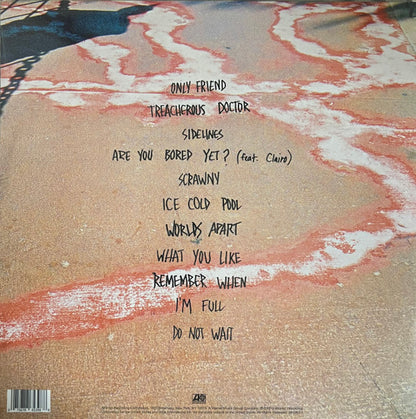 ONLY FRIEND
TREACHEROUS DOCTOR
SIDELINES
ARE YOU BORED YET? (feat. Clairo)
SCRAWNY
ICE COLD POOL
WORLDS APART
WHAT YOU LIKE
REMEMBER WHEN
I'M FULL
DO NOT WAIT